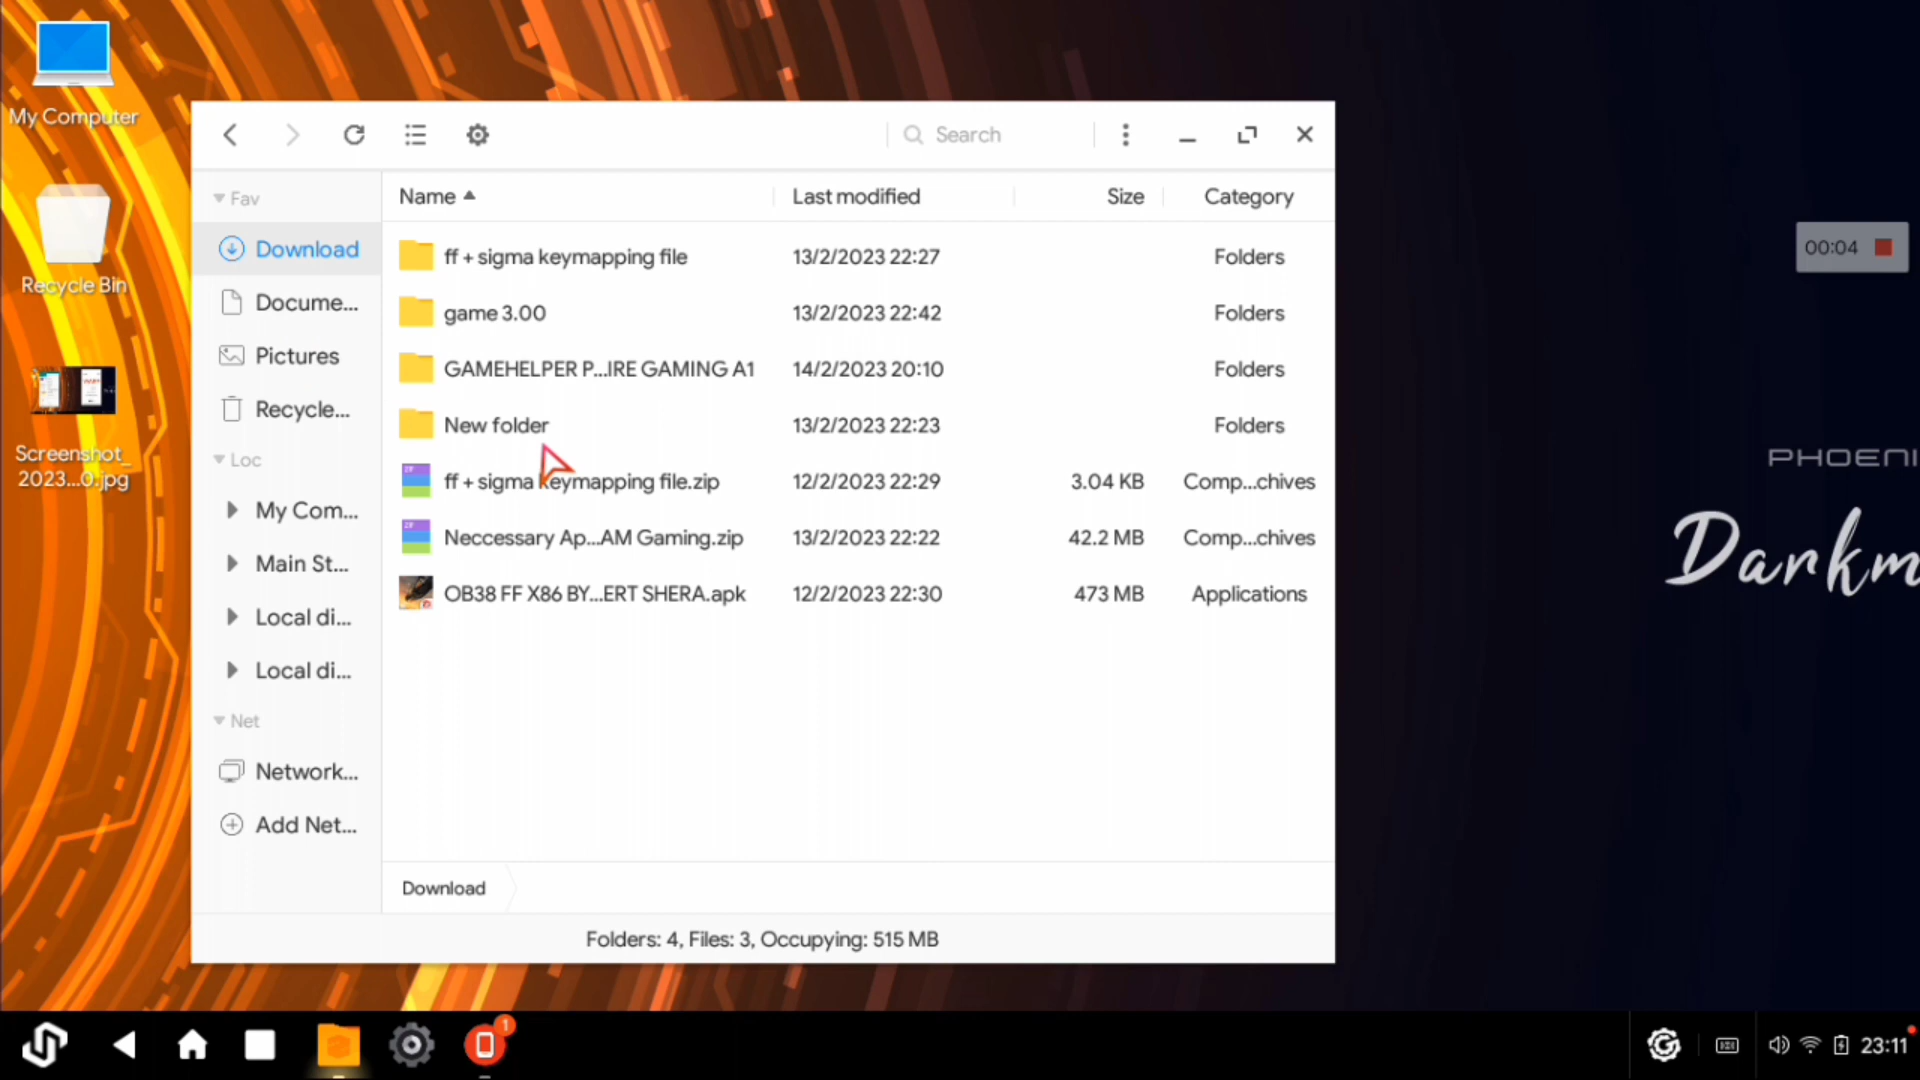 My Computer
Recycle Bin
Screenshot_
2023...0.jpg
Search
Fav
Download
Docume...
Pictures
Recycle...
Loc
My Com...
Main St...
Local di...
Local di...
Net
Network...
Add Net...
Name Last modified Size Category
ff + sigma keymapping file 13/2/2023 22:27 Folders
game 3.00 13/2/2023 22:42 Folders
GAMEHELPER P...IRE GAMING A1 14/2/2023 20:10 Folders
New folder 13/2/2023 22:23 Folders
ff + sigma keymapping file.zip 12/2/2023 22:29 3.04 KB Comp...chives
Neccessary Ap...AM Gaming.zip 13/2/2023 22:22 42.2 MB Comp...chives
OB38 FF X86 BY...ERT SHERA.apk 12/2/2023 22:30 473 MB Applications
Download
Folders: 4, Files: 3, Occupying: 515 MB
00:04
PHOENI
Darkm
1
23:11